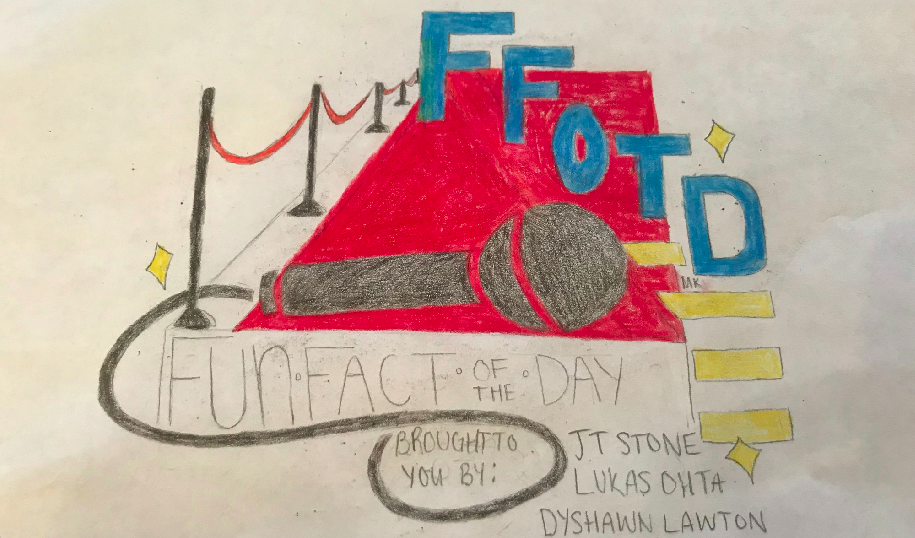 FFOTD
MK
FUN·FACT·OF THE·DAY
BROUGHT TO
YOU BY:
JT STONE
LUKAS OHTA
DYSHAWN LAWTON